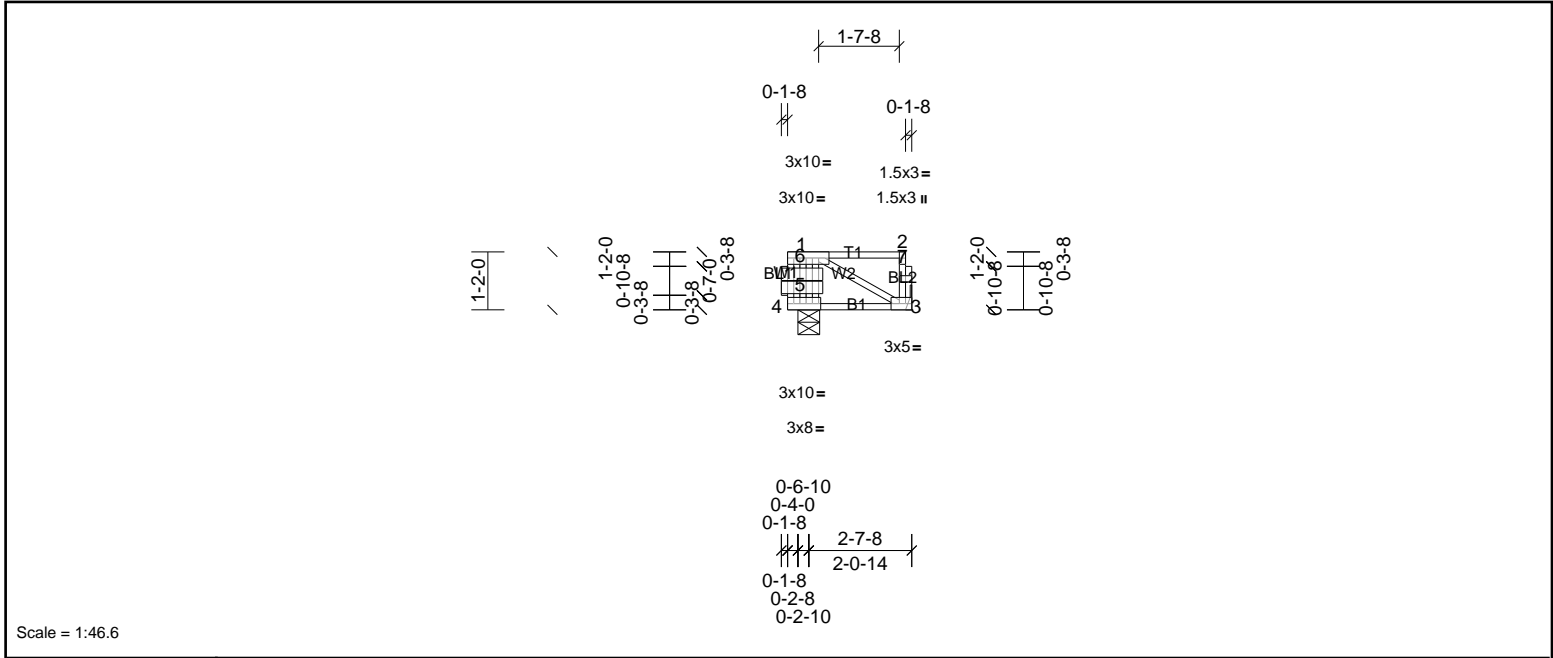 1-7-8
0-1-8
0-1-8
3x10=
1.5x3=
3x10=
1.5x3 II
1-2-0
1-2-0
0-10-8
0-3-8
0-3-8
0-7-0
0-3-8
1
6
T1
2
7
W2
BL2
5
4
B1
3
1-2-0
0-10-8
0-10-8
0-3-8
3x5=
3x10=
3x8=
0-6-10
0-4-0
0-1-8
2-7-8
2-0-14
0-1-8
0-2-8
0-2-10
Scale = 1:46.6